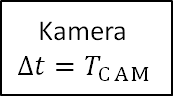 Kamera
Δt = T_CAM